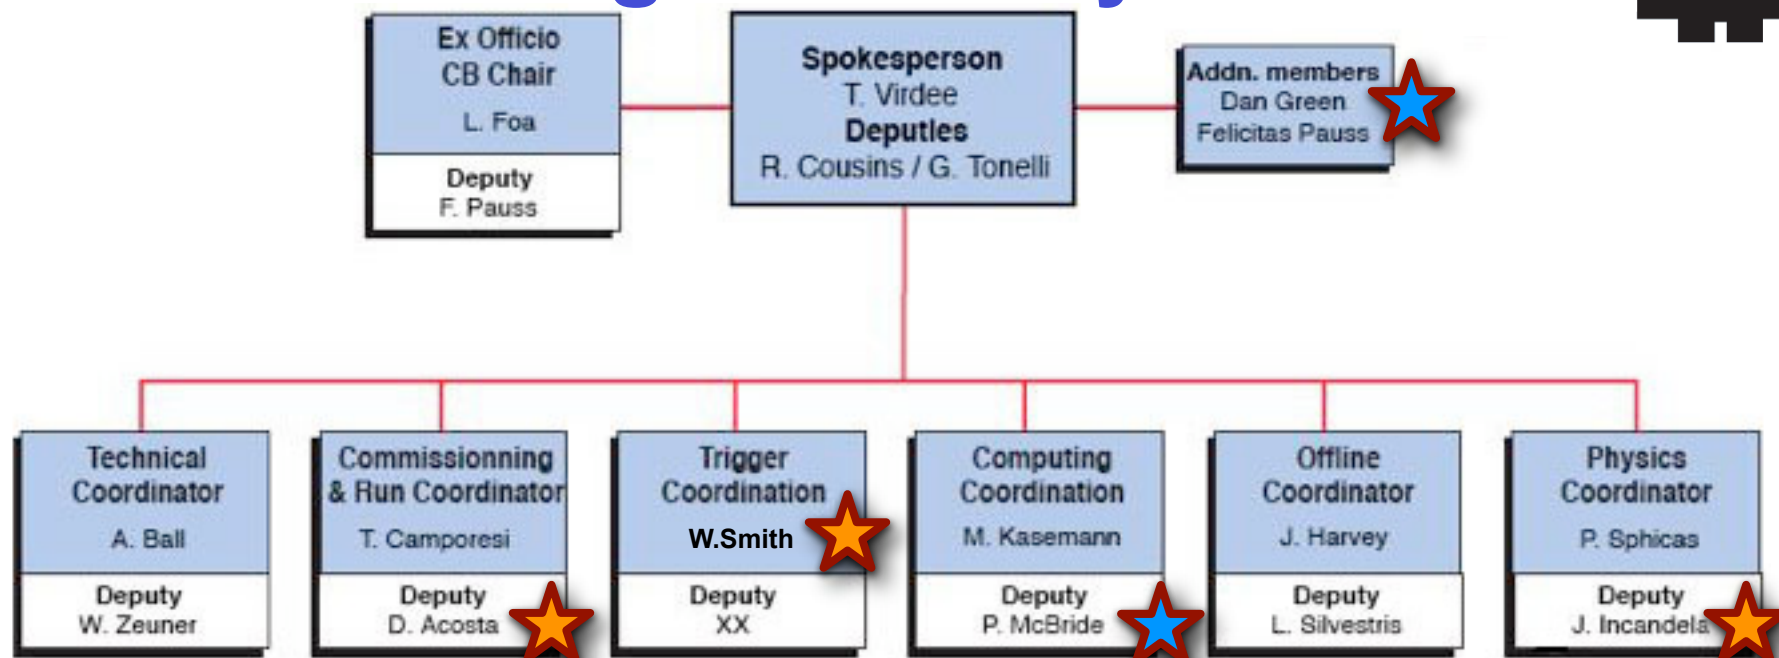 Ex Officio
CB Chair
L. Foa
Deputy
F. Pauss
Spokesperson
T. Virdee
Deputies
R. Cousins / G. Tonelli
Addn. members
Dan Green
Felicitas Pauss
Technical
Coordinator
A. Ball
Deputy
W. Zeuner
Commissionning
& Run Coordinator
T. Camporesi
Deputy
D. Acosta
Trigger
Coordination
W.Smith
Deputy
XX
Computing
Coordination
M. Kasemann
Deputy
P. McBride
Offline
Coordinator
J. Harvey
Deputy
L. Silvestris
Physics
Coordinator
P. Sphicas
Deputy
J. Incandela